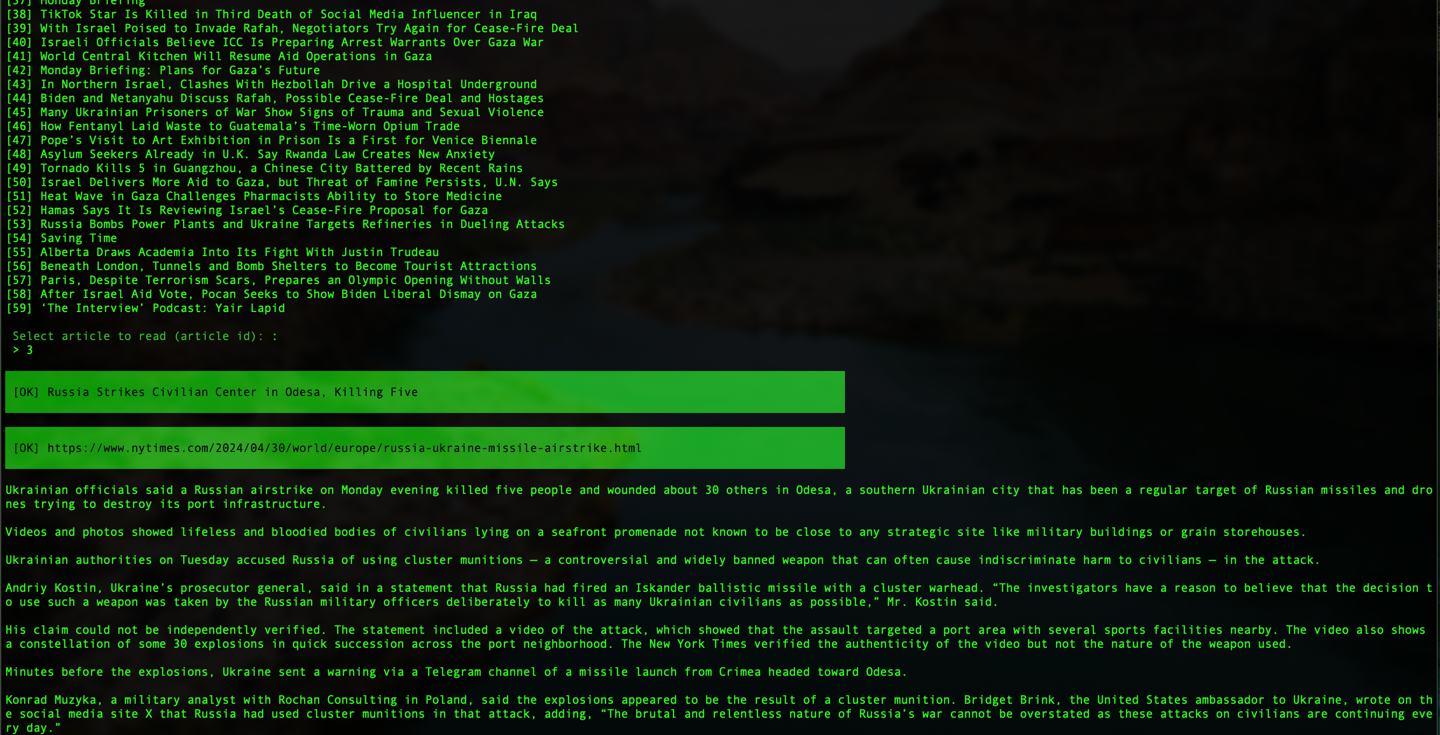 [37] Monday Briefing
[38] TikTok Star Is Killed in Third Death of Social Media Influencer in Iraq
[39] With Israel Poised to Invade Rafah, Negotiators Try Again for Cease-Fire Deal
[40] Israeli Officials Believe ICC Is Preparing Arrest Warrants Over Gaza War
[41] World Central Kitchen Will Resume Aid Operations in Gaza
[42] Monday Briefing: Plans for Gaza’s Future
[43] In Northern Israel, Clashes With Hezbollah Drive a Hospital Underground
[44] Biden and Netanyahu Discuss Rafah, Possible Cease-Fire Deal and Hostages
[45] Many Ukrainian Prisoners of War Show Signs of Trauma and Sexual Violence
[46] How Fentanyl Laid Waste to Guatemala’s Time-Worn Opium Trade
[47] Pope’s Visit to Art Exhibition in Prison Is a First for Venice Biennale
[48] Asylum Seekers Already in U.K. Say Rwanda Law Creates New Anxiety
[49] Tornado Kills 5 in Guangzhou, a Chinese City Battered by Recent Rains
[50] Israel Delivers More Aid to Gaza, but Threat of Famine Persists, U.N. Says
[51] Heat Wave in Gaza Challenges Pharmacists Ability to Store Medicine
[52] Hamas Says It Is Reviewing Israel’s Cease-Fire Proposal for Gaza
[53] Russia Bombs Power Plants and Ukraine Targets Refineries in Dueling Attacks
[54] Saving Time
[55] Alberta Draws Academia Into Its Fight With Justin Trudeau
[56] Beneath London, Tunnels and Bomb Shelters to Become Tourist Attractions
[57] Paris, Despite Terrorism Scars, Prepares an Olympic Opening Without Walls
[58] After Israel Aid Vote, Pocan Seeks to Show Biden Liberal Dismay on Gaza
[59] ‘The Interview’ Podcast: Yair Lapid
Select article to read (article id): :
> 3
[OK] Russia Strikes Civilian Center in Odesa, Killing Five
[OK] https://www.nytimes.com/2024/04/30/world/europe/russia-ukraine-missile-airstrike.html
Ukrainian officials said a Russian airstrike on Monday evening killed five people and wounded about 30 others in Odesa, a southern Ukrainian city that has been a regular target of Russian missiles and dro
nes trying to destroy its port infrastructure.
Videos and photos showed lifeless and bloodied bodies of civilians lying on a seafront promenade not known to be close to any strategic site like military buildings or grain storehouses.
Ukrainian authorities on Tuesday accused Russia of using cluster munitions — a controversial and widely banned weapon that can often cause indiscriminate harm to civilians — in the attack.
Andriy Kostin, Ukraine’s prosecutor general, said in a statement that Russia had fired an Iskander ballistic missile with a cluster warhead. “The investigators have a reason to believe that the decision t
o use such a weapon was taken by the Russian military officers deliberately to kill as many Ukrainian civilians as possible,” Mr. Kostin said.
His claim could not be independently verified. The statement included a video of the attack, which showed that the assault targeted a port area with several sports facilities nearby. The video also shows
a constellation of some 30 explosions in quick succession across the port neighborhood. The New York Times verified the authenticity of the video but not the nature of the weapon used.
Minutes before the explosions, Ukraine sent a warning via a Telegram channel of a missile launch from Crimea headed toward Odesa.
Konrad Muzyka, a military analyst with Rochan Consulting in Poland, said the explosions appeared to be the result of a cluster munition. Bridget Brink, the United States ambassador to Ukraine, wrote on th
e social media site X that Russia had used cluster munitions in that attack, adding, “The brutal and relentless nature of Russia’s war cannot be overstated as these attacks on civilians are continuing eve
ry day.”